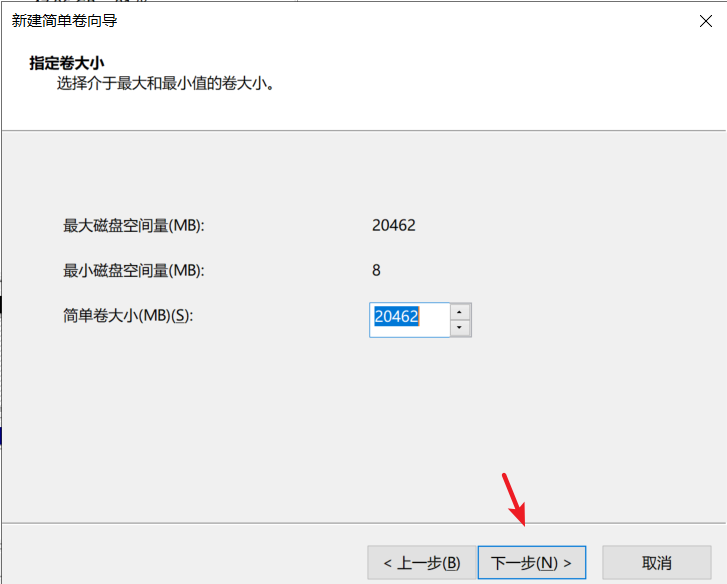 新建简单卷向导
指定卷大小
选择介于最大和最小值的卷大小。
最大磁盘空间量(MB): 20462
最小磁盘空间量(MB): 8
简单卷大小(MB)(S): 20462
< 上一步(B) 下一步(N) > 取消